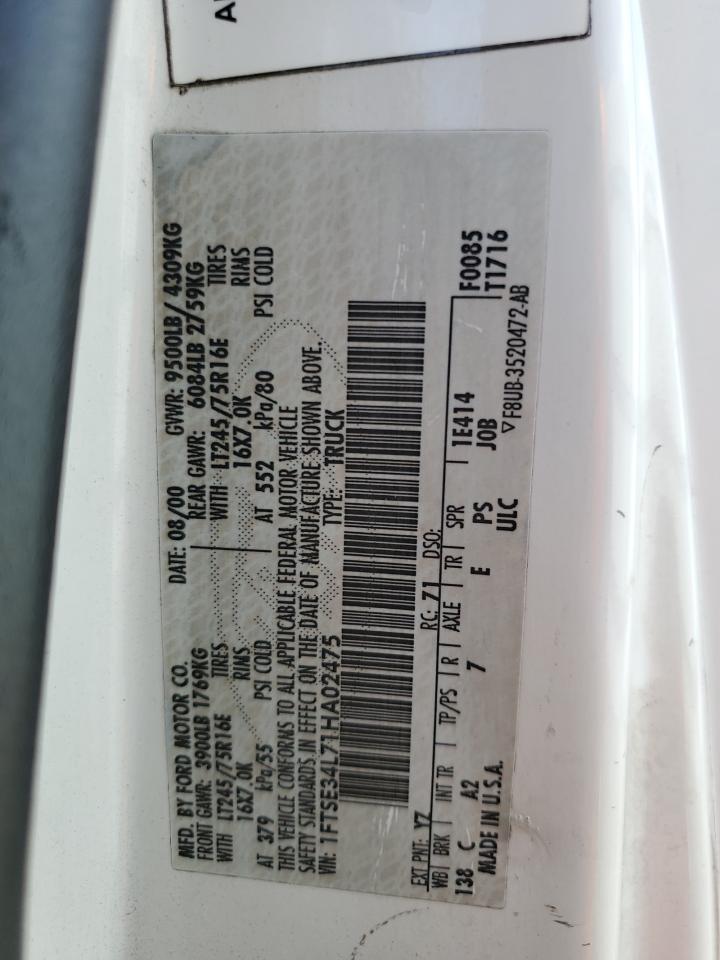 MFD. BY FORD MOTOR CO.
DATE: 08/00 GVWR: 9500LB/ 4309KG
FRONT GAWR: 3900LB 1769KG REAR GAWR: 6084LB 2759KG
WITH LT245/75R16E TIRES WITH LT245/75R16E TIRES
16X7.0K RIMS 16X7.0K RIMS
AT 379 kPa/55 PSI COLD AT 552 kPa/80 PSI COLD
THIS VEHICLE CONFORMS TO ALL APPLICABLE FEDERAL MOTOR VEHICLE
SAFETY STANDARDS IN EFFECT ON THE DATE OF MANUFACTURE SHOWN ABOVE.
VIN: 1FTSE34L71HA02475 TYPE: TRUCK
EXT PNT: YZ RC: 71 DSO:
WB BRK INT TR TP/PS R AXLE TR SPR
F0085
138 C A2 7 E PS 1E414 T1716
MADE IN U.S.A. ULC JOB
▽F8UB-3520472-AB